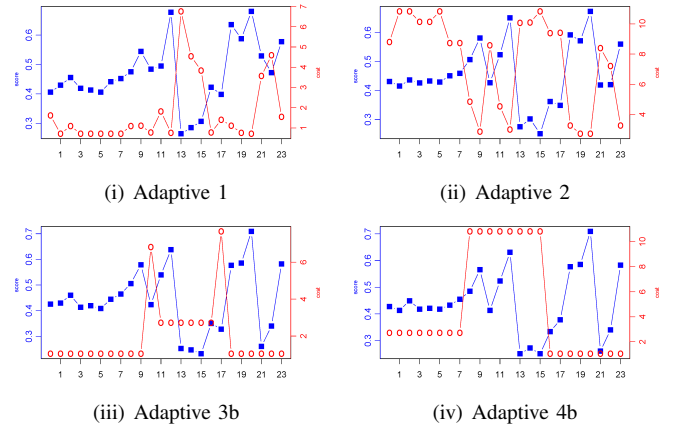 0.3 0.4 0.5 0.6
score
1 2 3 4 5 6 7
cost
1 3 5 7 9 11 13 15 17 19 21 23
(i) Adaptive 1
0.3 0.4 0.5 0.6
score
4 6 8 10
cost
1 3 5 7 9 11 13 15 17 19 21 23
(ii) Adaptive 2
0.3 0.4 0.5 0.6 0.7
score
2 4 6
cost
1 3 5 7 9 11 13 15 17 19 21 23
(iii) Adaptive 3b
0.3 0.4 0.5 0.6 0.7
score
2 4 6 8 10
cost
1 3 5 7 9 11 13 15 17 19 21 23
(iv) Adaptive 4b